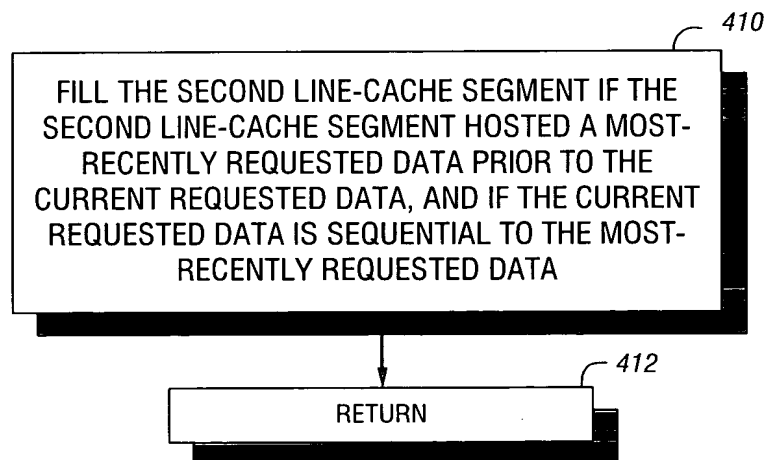 410
FILL THE SECOND LINE-CACHE SEGMENT IF THE
SECOND LINE-CACHE SEGMENT HOSTED A MOST-
RECENTLY REQUESTED DATA PRIOR TO THE
CURRENT REQUESTED DATA, AND IF THE CURRENT
REQUESTED DATA IS SEQUENTIAL TO THE MOST-
RECENTLY REQUESTED DATA
412
RETURN